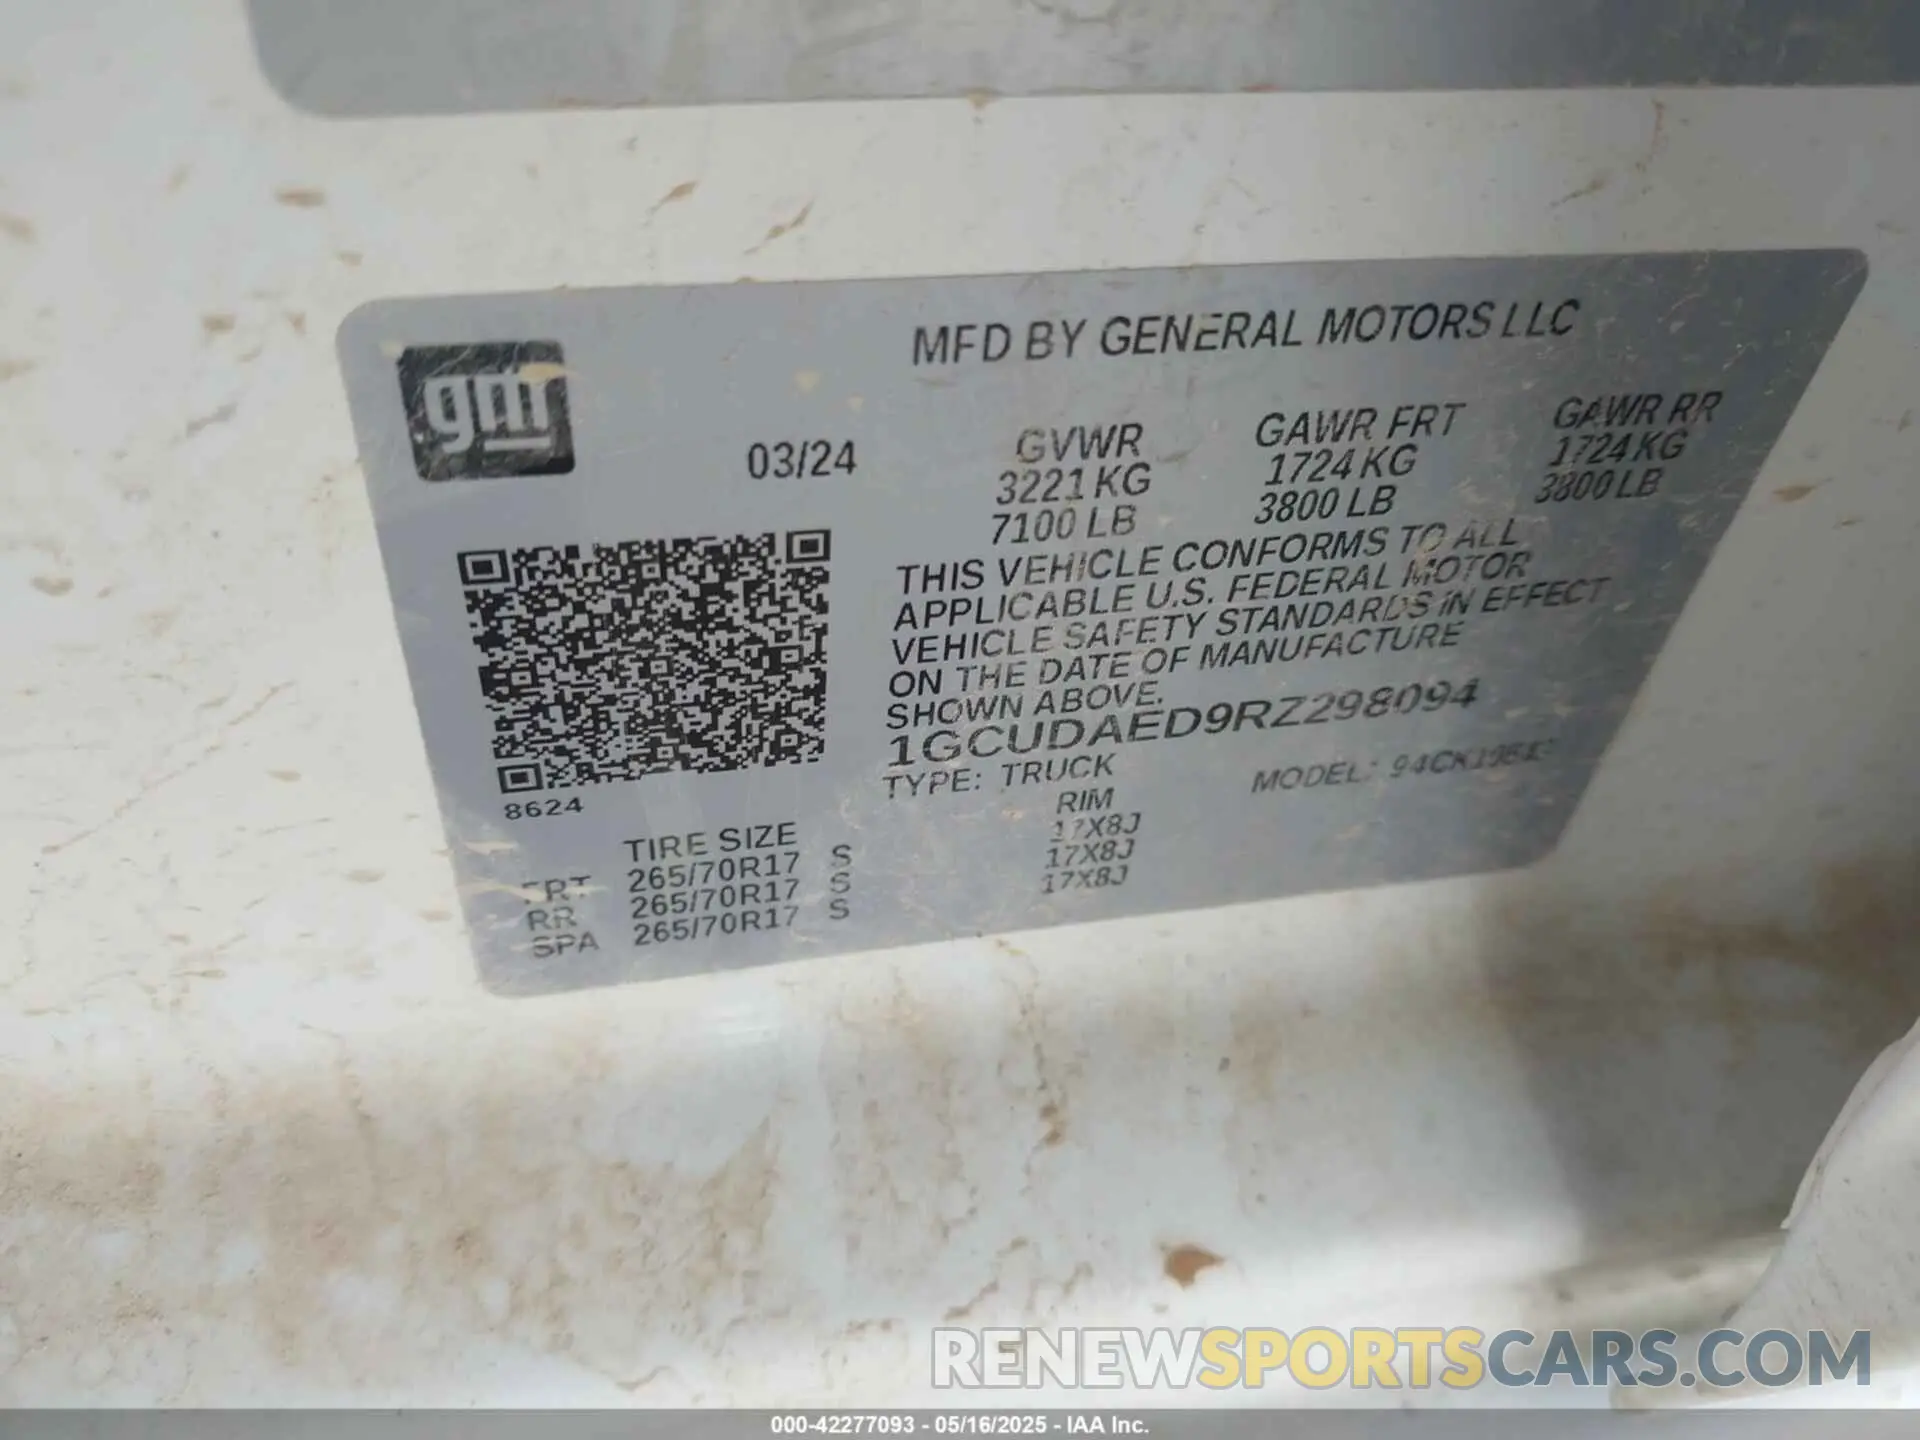 gm
MFD BY GENERAL MOTORS LLC
03/24
GVWR GAWR FRT GAWR RR
3221 KG 1724 KG 1724 KG
7100 LB 3800 LB 3800 LB
THIS VEHICLE CONFORMS TO ALL
APPLICABLE U.S. FEDERAL MOTOR
VEHICLE SAFETY STANDARDS IN EFFECT
ON THE DATE OF MANUFACTURE
SHOWN ABOVE.
1GCUDAED9RZ298094
TYPE: TRUCK MODEL:
8624
TIRE SIZE RIM
FRT 265/70R17 S 17X8J
RR 265/70R17 S 17X8J
SPA 265/70R17 S 17X8J
RENEWSPORTSCARS.COM
000-42277093 - 05/16/2025 - IAA Inc.